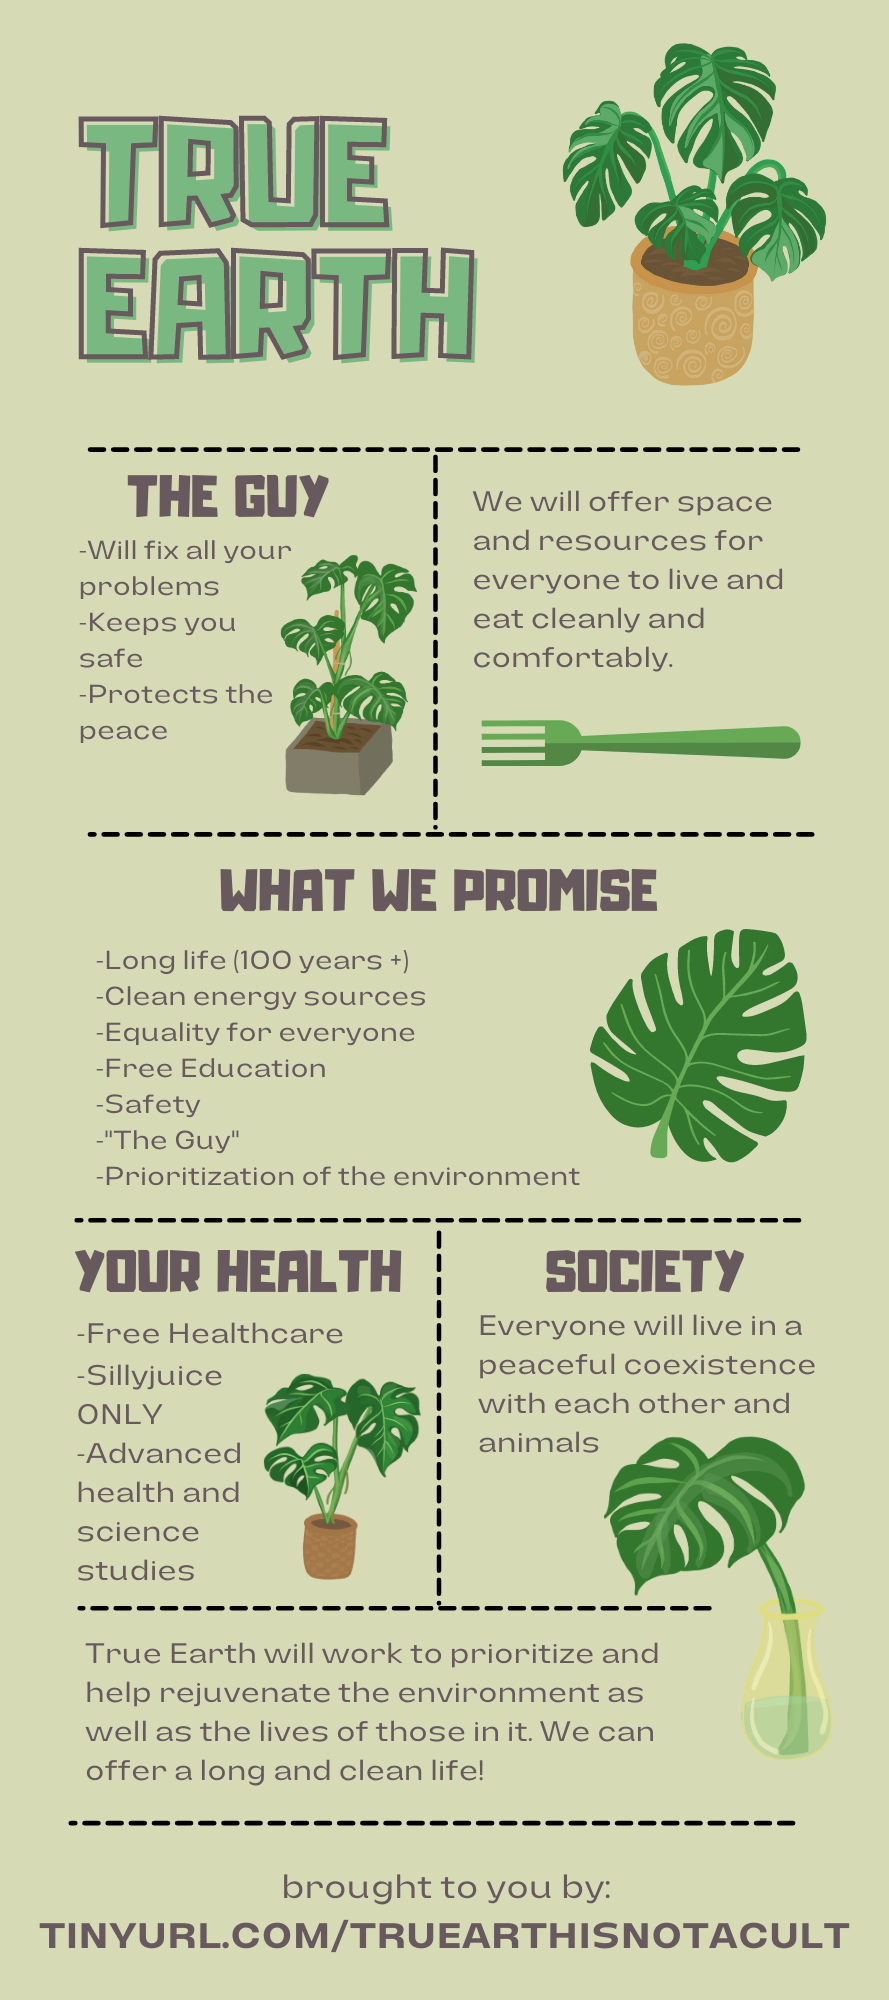 TRUE
EARTH
THE GUY
-Will fix all your
problems
-Keeps you
safe
-Protects the
peace
We will offer space
and resources for
everyone to live and
eat cleanly and
comfortably.
WHAT WE PROMISE
-Long life (100 years +)
-Clean energy sources
-Equality for everyone
-Free Education
-Safety
-"The Guy"
-Prioritization of the environment
YOUR HEALTH
-Free Healthcare
-Sillyjuice
ONLY
-Advanced
health and
science
studies
SOCIETY
Everyone will live in a
peaceful coexistence
with each other and
animals
True Earth will work to prioritize and
help rejuvenate the environment as
well as the lives of those in it. We can
offer a long and clean life!
brought to you by:
TINYURL.COM/TRUEARTHISNOTACULT